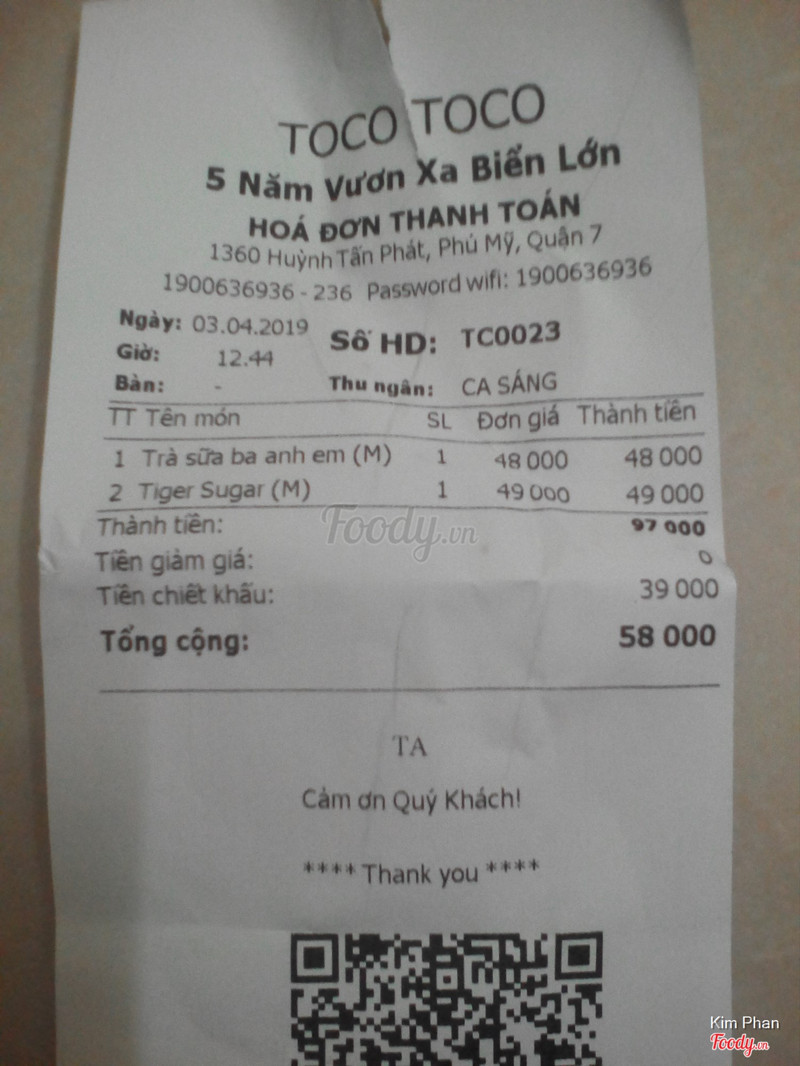 TOCO TOCO
5 Năm Vươn Xa Biển Lớn
HOÁ ĐƠN THANH TOÁN
1360 Huỳnh Tấn Phát, Phú Mỹ, Quận 7
1900636936 - 236 Password wifi: 1900636936
Ngày: 03.04.2019 Số HD: TC0023
Giờ: 12.44
Bàn: - Thu ngân: CA SÁNG
TT Tên món SL Đơn giá Thành tiền
1 Trà sữa ba anh em (M) 1 48 000 48 000
2 Tiger Sugar (M) 1 49 000 49 000
Thành tiền: 97 000
Tiền giảm giá: 0
Tiền chiết khấu: 39 000
Tổng cộng: 58 000
Foody.vn
TA
Cảm ơn Quý Khách!
**** Thank you ****
Kim Phan
Foody.vn